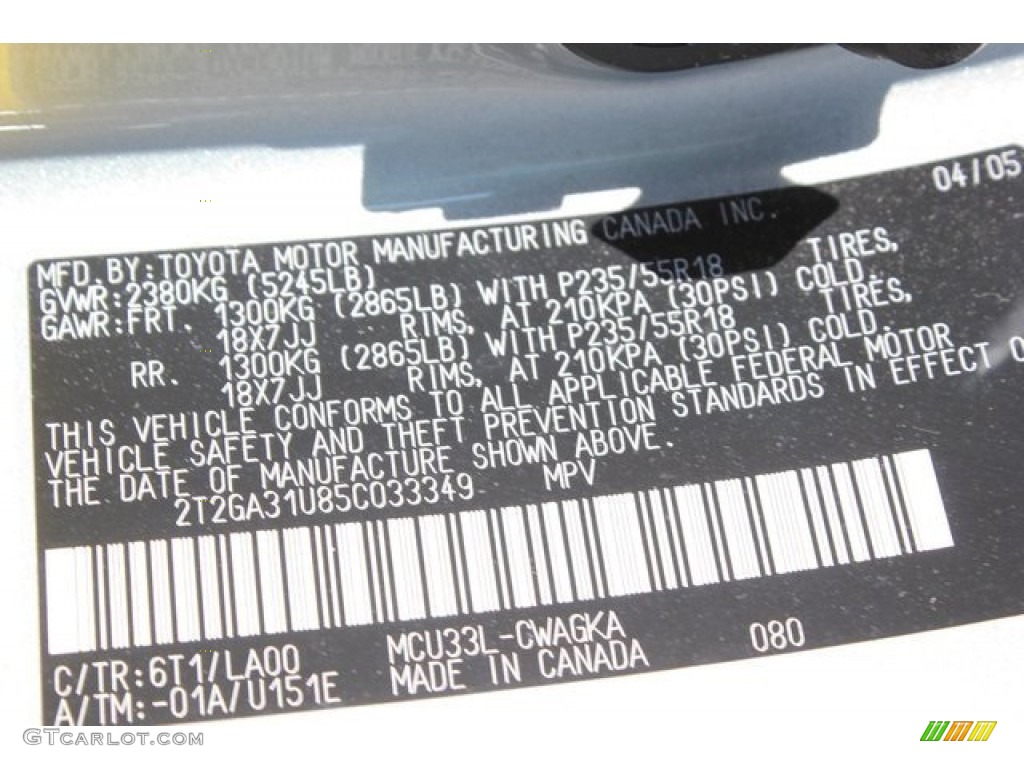 04/05
MFD. BY: TOYOTA MOTOR MANUFACTURING CANADA INC.
GVWR: 2380KG (5245LB)
GAWR: FRT. 1300KG (2865LB) WITH P235/55R18 TIRES,
18X7JJ RIMS, AT 210KPA (30PSI) COLD.
RR. 1300KG (2865LB) WITH P235/55R18 TIRES,
18X7JJ RIMS, AT 210KPA (30PSI) COLD.
THIS VEHICLE CONFORMS TO ALL APPLICABLE FEDERAL MOTOR
VEHICLE SAFETY AND THEFT PREVENTION STANDARDS IN EFFECT O
THE DATE OF MANUFACTURE SHOWN ABOVE.
2T2GA31U85C033349 MPV
C/TR: 6T1/LA00 MCU33L-CWAGKA 080
A/TM: -01A/U151E MADE IN CANADA
GTCARLOT.COM